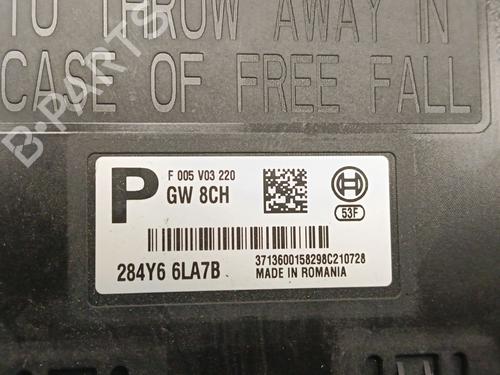 TO THROW AWAY IN
CASE OF FREE FALL
B-PARTS
P
F 005 V03 220
GW 8CH
53F
284Y6 6LA7B
3713600158298C210728
MADE IN ROMANIA